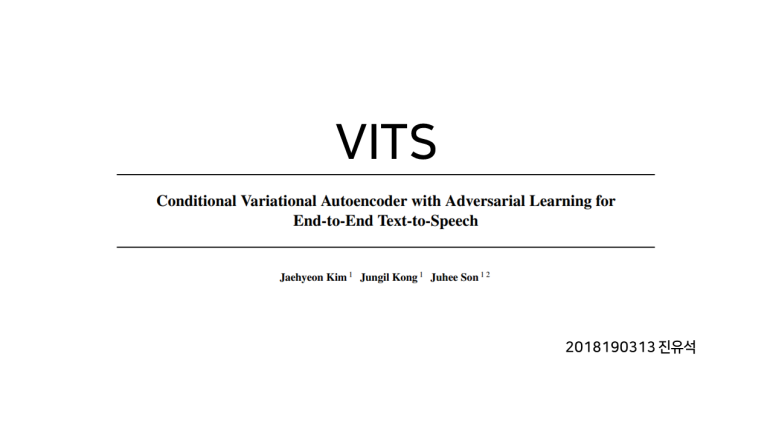 VITS
Conditional Variational Autoencoder with Adversarial Learning for
End-to-End Text-to-Speech
Jaehyeon Kim 1 Jungil Kong 1 Juhee Son 1 2
2018190313 진유석